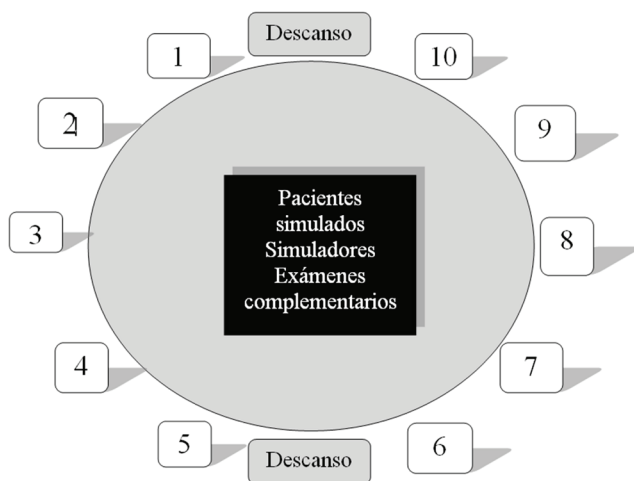 Descanso
1
10
2
9
Pacientes
simulados
Simuladores
Exámenes
complementarios
3
8
4
7
5
6
Descanso